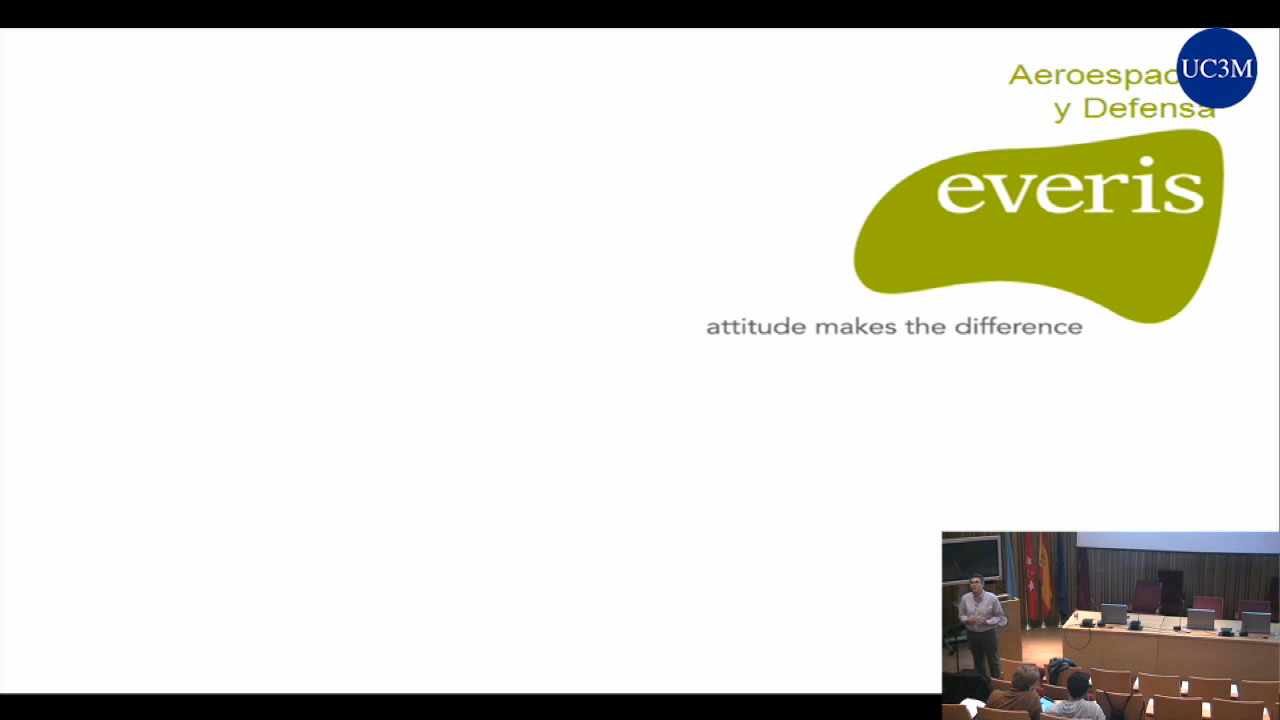 Aeroespac
UC3M
y Defensa
everis
attitude makes the difference